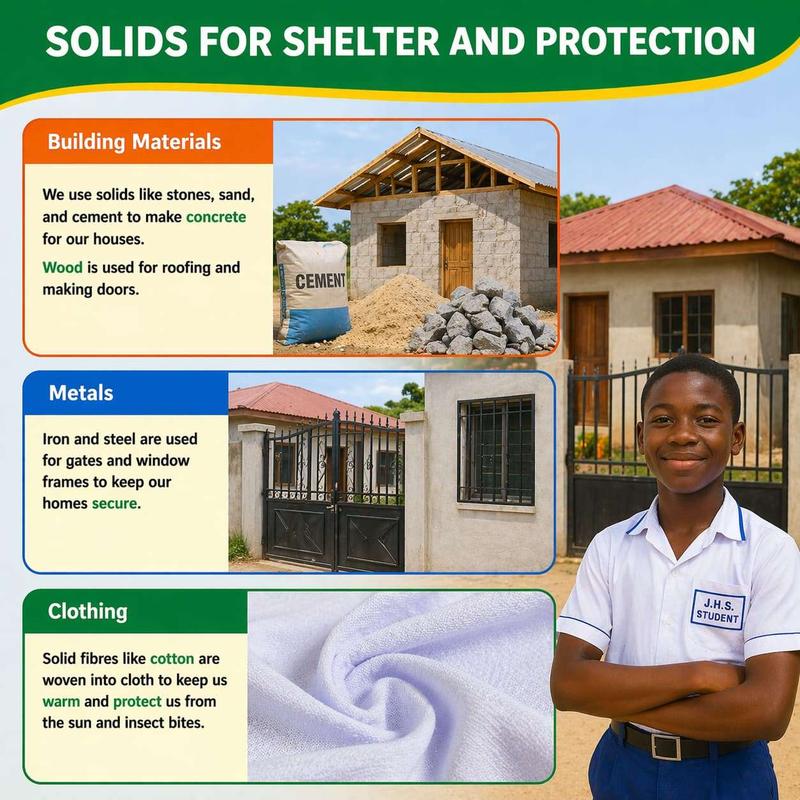 SOLIDS FOR SHELTER AND PROTECTION
Building Materials
We use solids like stones, sand,
and cement to make concrete
for our houses.
Wood is used for roofing and
making doors.
CEMENT
Metals
Iron and steel are used
for gates and window
frames to keep our
homes secure.
Clothing
Solid fibres like cotton are
woven into cloth to keep us
warm and protect us from
the sun and insect bites.
J.H.S.
STUDENT